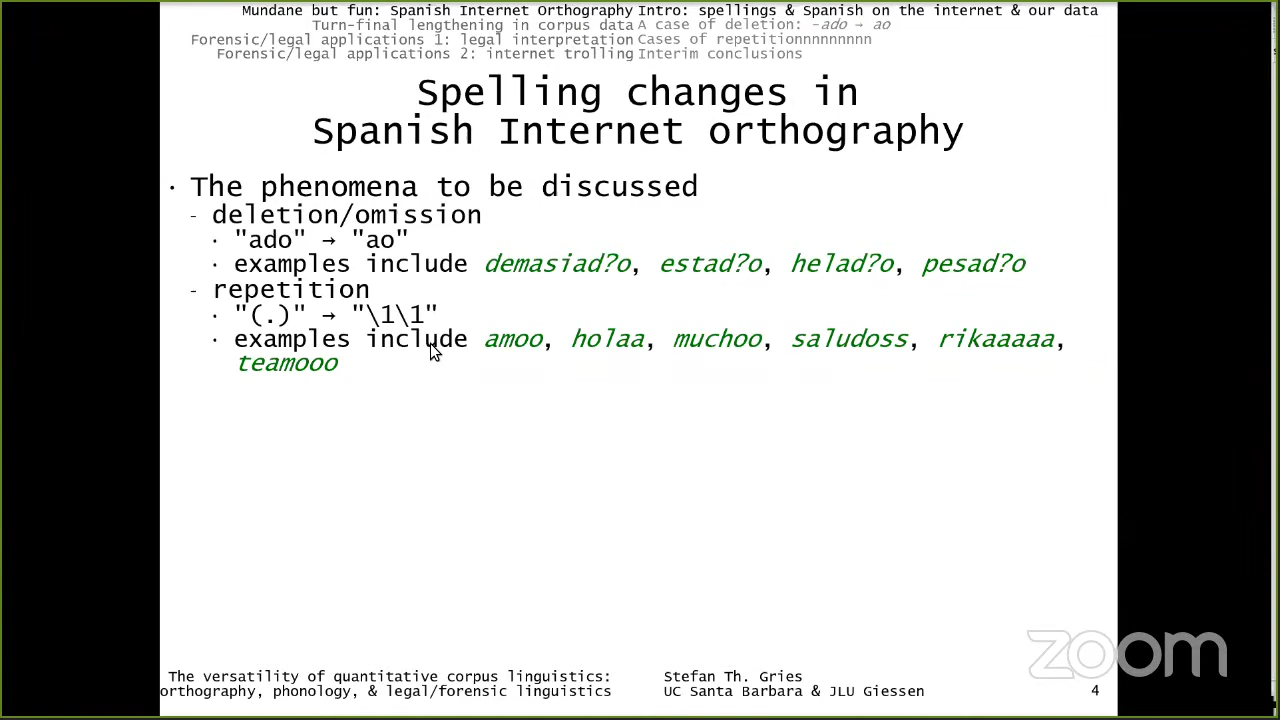 Mundane but fun: Spanish Internet Orthography Intro: spellings & Spanish on the internet & our data
Turn-final lengthening in corpus data A case of deletion: -ado → ao
Forensic/legal applications 1: legal interpretation Cases of repetitionnnnnnnnn
Forensic/legal applications 2: internet trolling Interim conclusions
Spelling changes in
Spanish Internet orthography
· The phenomena to be discussed
- deletion/omission
· "ado" → "ao"
· examples include demasiad?o, estad?o, helad?o, pesad?o
- repetition
· "(.)" → "\1\1"
· examples include amoo, holaa, muchoo, saludoss, rikaaaaa,
teamooo
zoom
The versatility of quantitative corpus linguistics: Stefan Th. Gries
orthography, phonology, & legal/forensic linguistics UC Santa Barbara & JLU Giessen 4